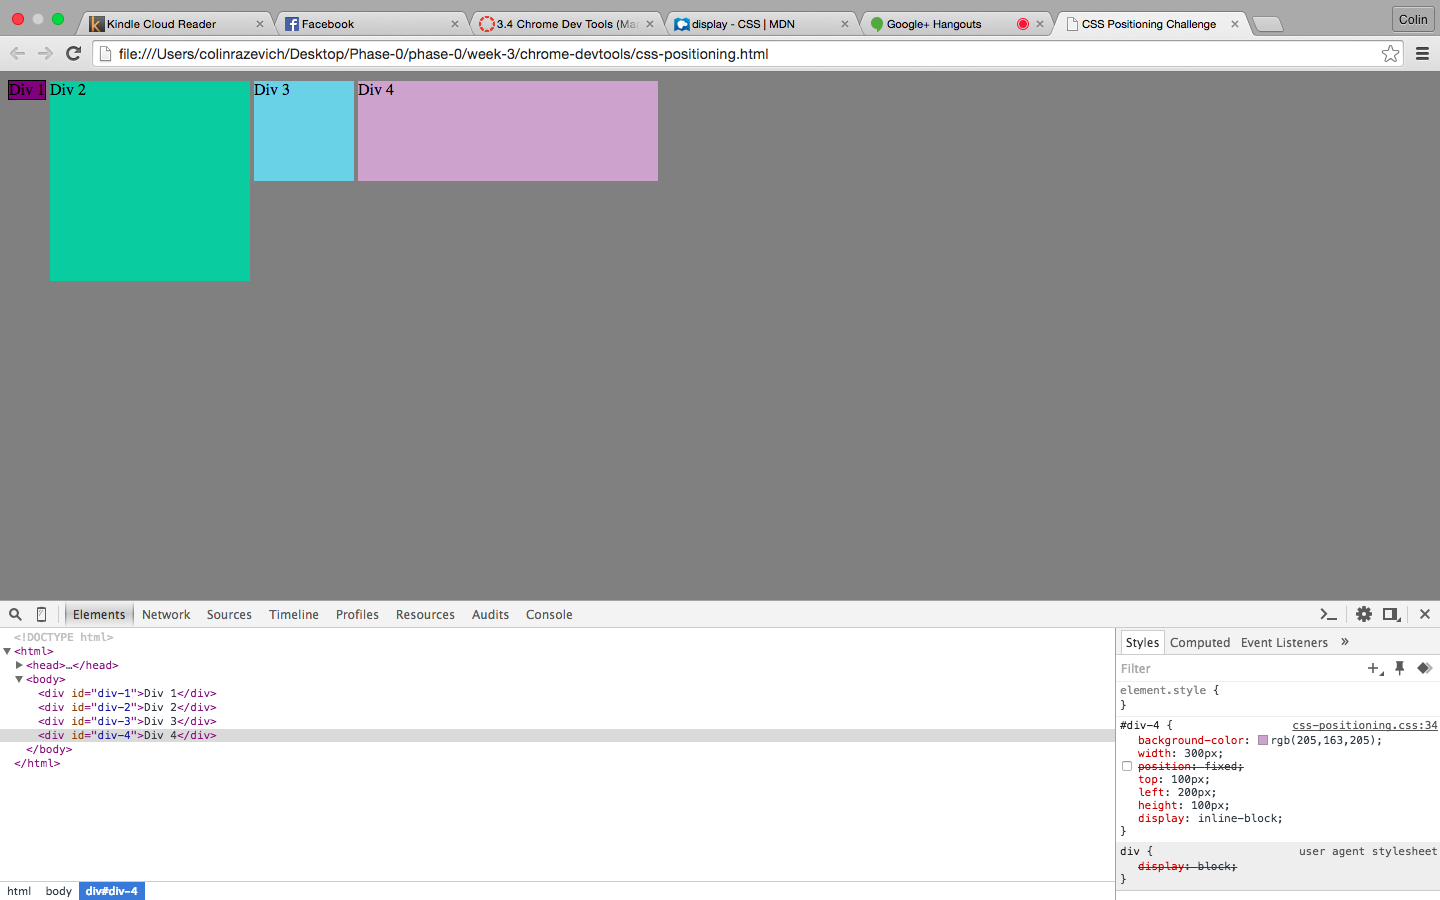 Kindle Cloud Reader
Facebook
3.4 Chrome Dev Tools (Ma
display - CSS | MDN
Google+ Hangouts
CSS Positioning Challenge
Colin
file:///Users/colinrazevich/Desktop/Phase-0/phase-0/week-3/chrome-devtools/css-positioning.html
Div 1
Div 2
Div 3
Div 4
Elements Network Sources Timeline Profiles Resources Audits Console
<!DOCTYPE html>
<html>
<head>…</head>
<body>
<div id="div-1">Div 1</div>
<div id="div-2">Div 2</div>
<div id="div-3">Div 3</div>
<div id="div-4">Div 4</div>
</body>
</html>
html body div#div-4
Styles Computed Event Listeners »
Filter
element.style {
}
#div-4 { css-positioning.css:34
background-color: rgb(205,163,205);
width: 300px;
position: fixed;
top: 100px;
left: 200px;
height: 100px;
display: inline-block;
}
div { user agent stylesheet
display: block;
}